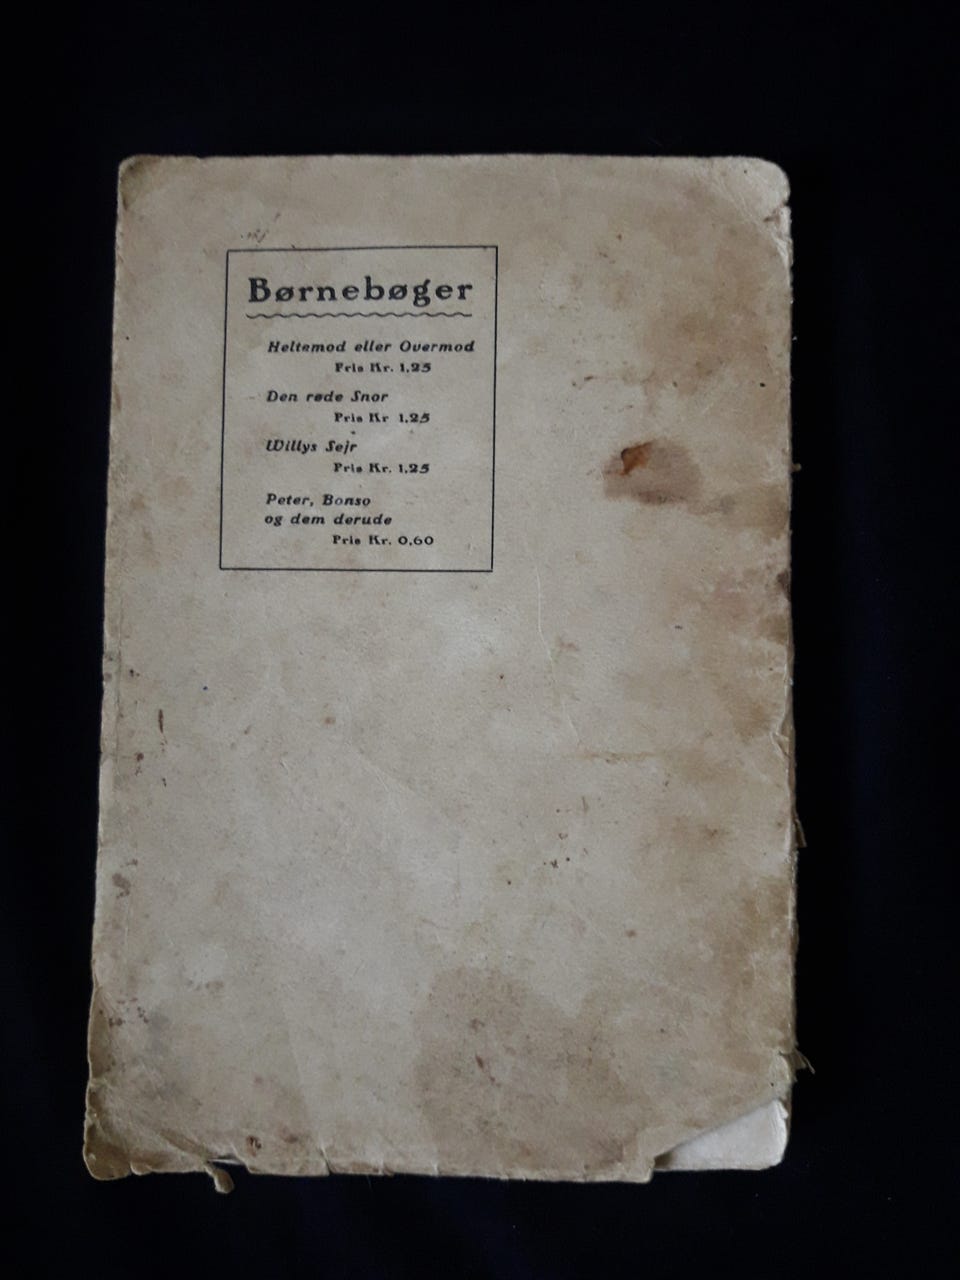 Børnebøger
Heltemod eller Overmod
Pris Kr. 1,25
Den røde Snor
Pris Kr 1,25
Willys Sejr
Pris Kr. 1,25
Peter, Bonso
og dem derude
Pris Kr. 0,60